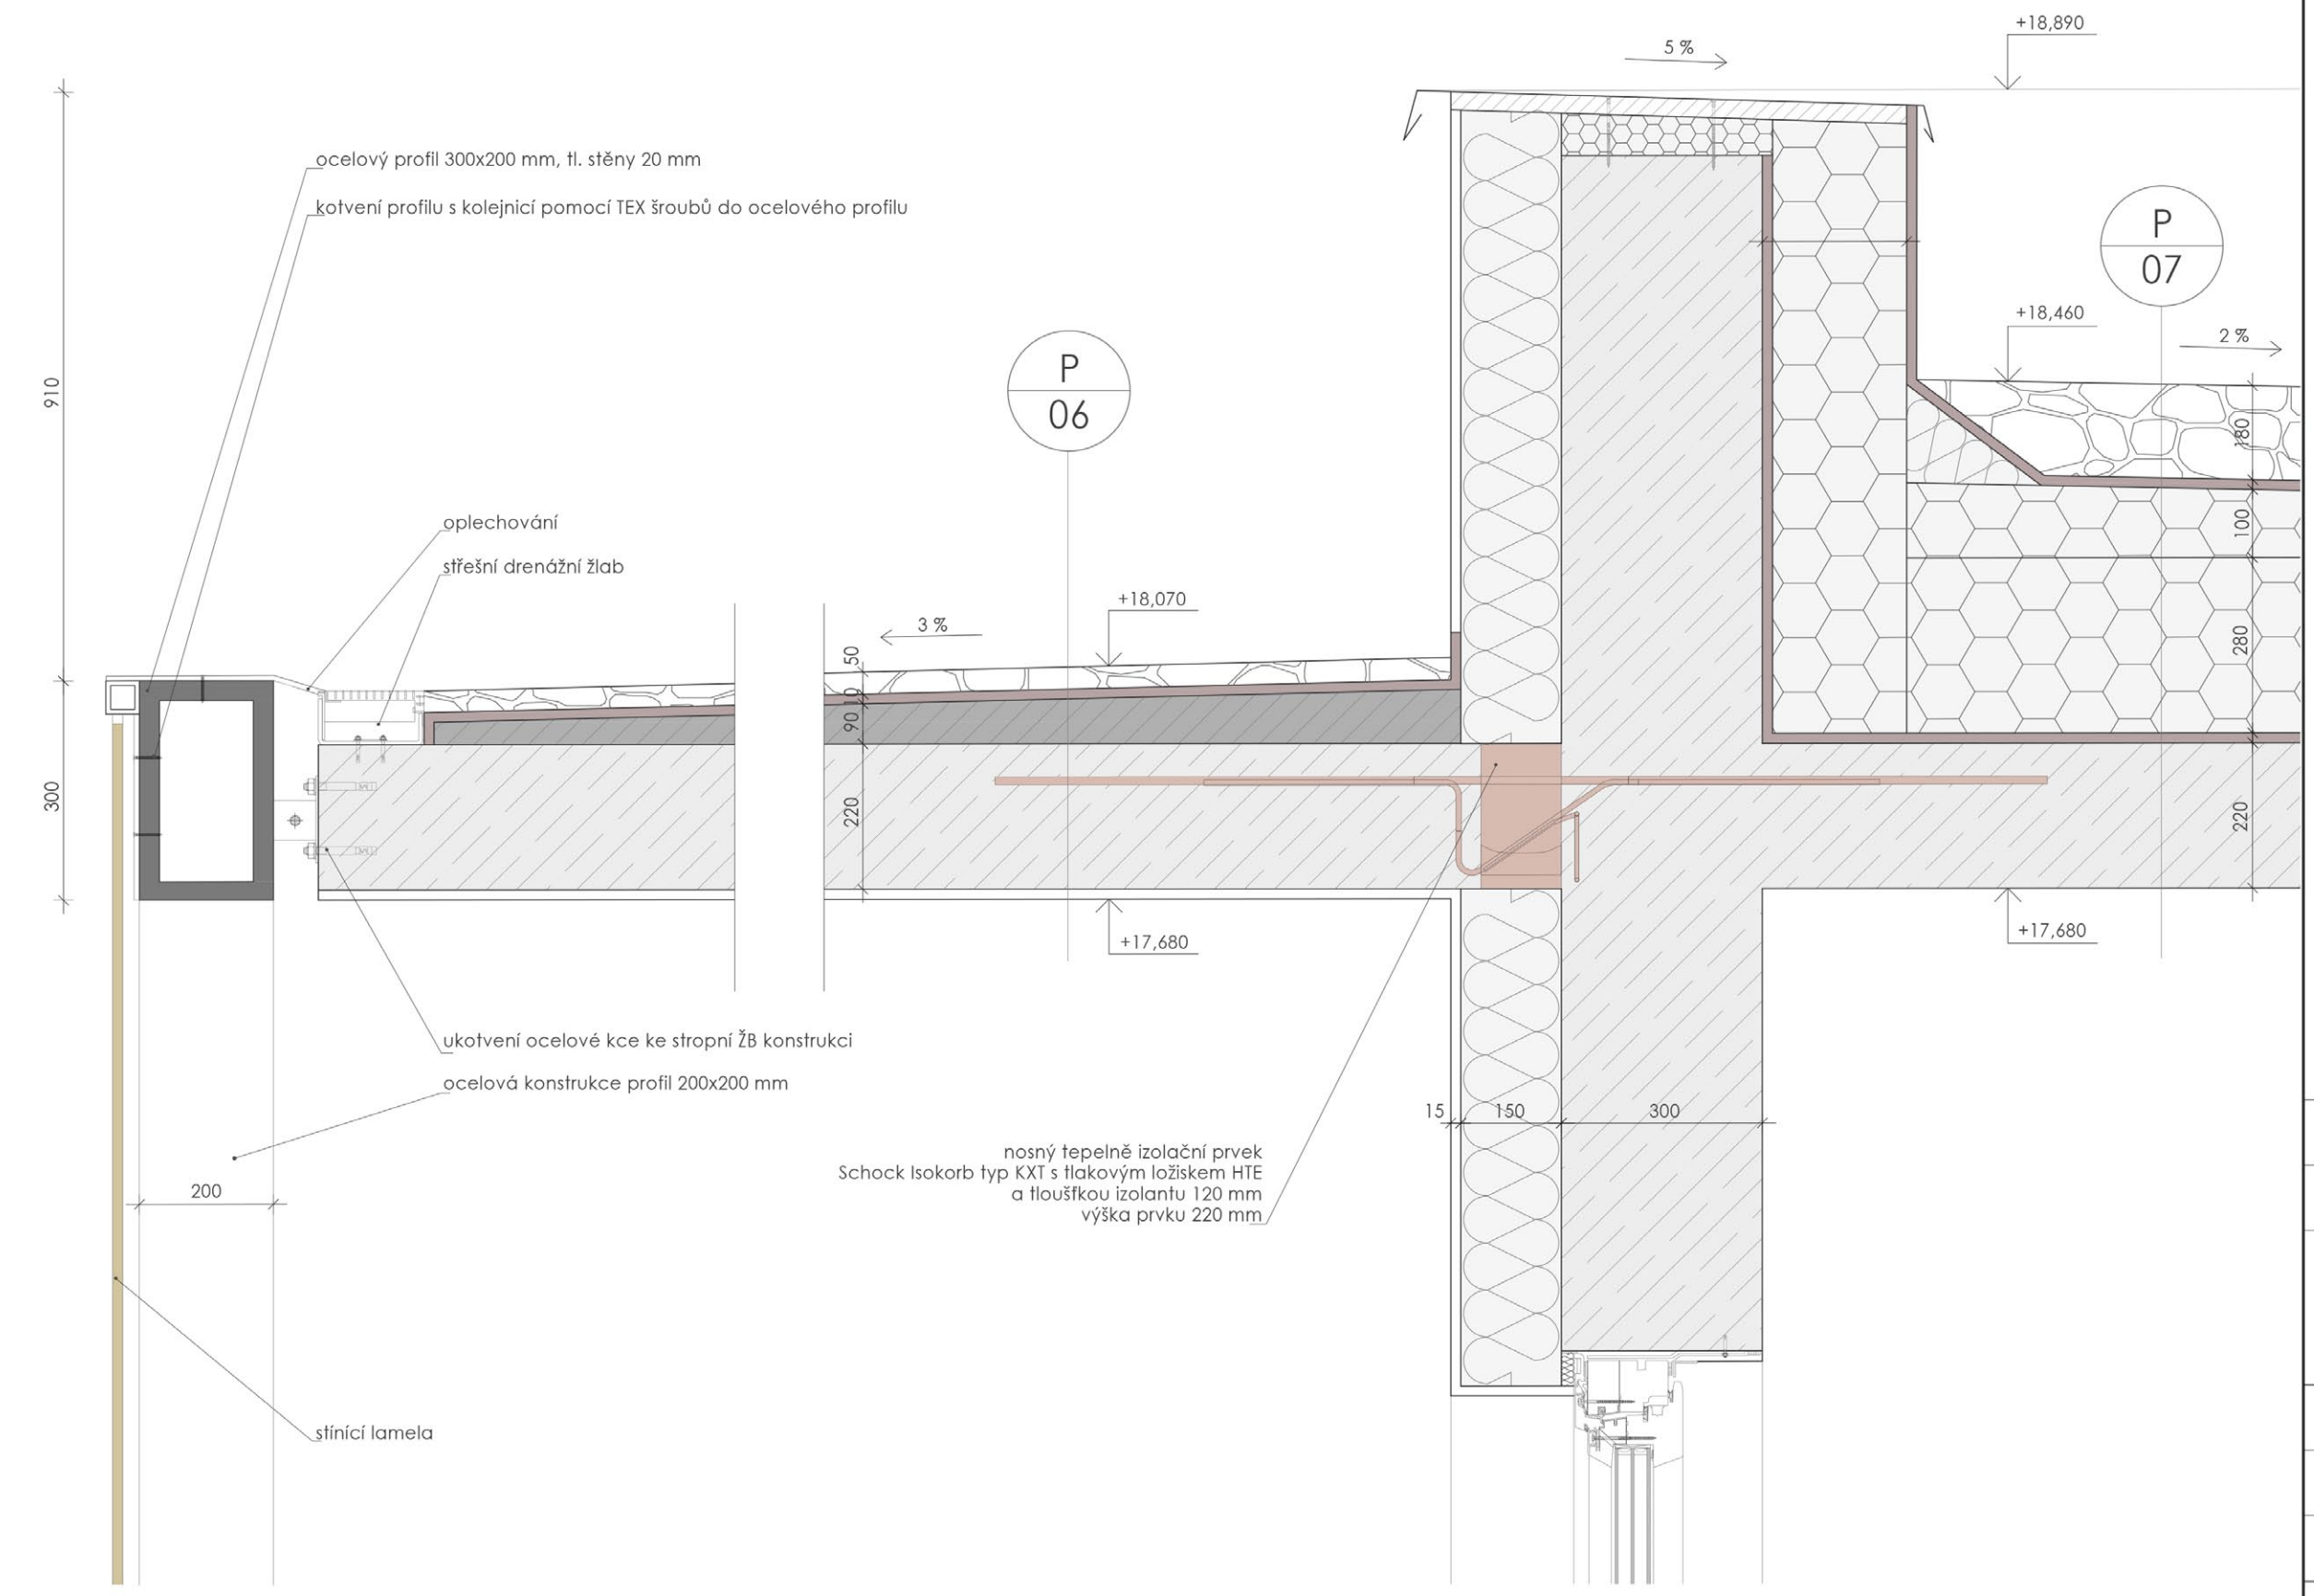 +18,890
5 %
ocelový profil 300x200 mm, tl. stěny 20 mm
kotvení profilu s kolejnicí pomocí TEX šroubů do ocelového profilu
P
07
+18,460
2 %
P
06
910
180
oplechování
střešní drenážní žlab
100
+18,070
3 %
50
10
90
280
300
220
220
+17,680
+17,680
ukotvení ocelové kce ke stropní ŽB konstrukci
ocelová konstrukce profil 200x200 mm
15
150
300
nosný tepelně izolační prvek
Schock Isokorb typ KXT s tlakovým ložiskem HTE
a tloušťkou izolantu 120 mm
výška prvku 220 mm
200
stínící lamela